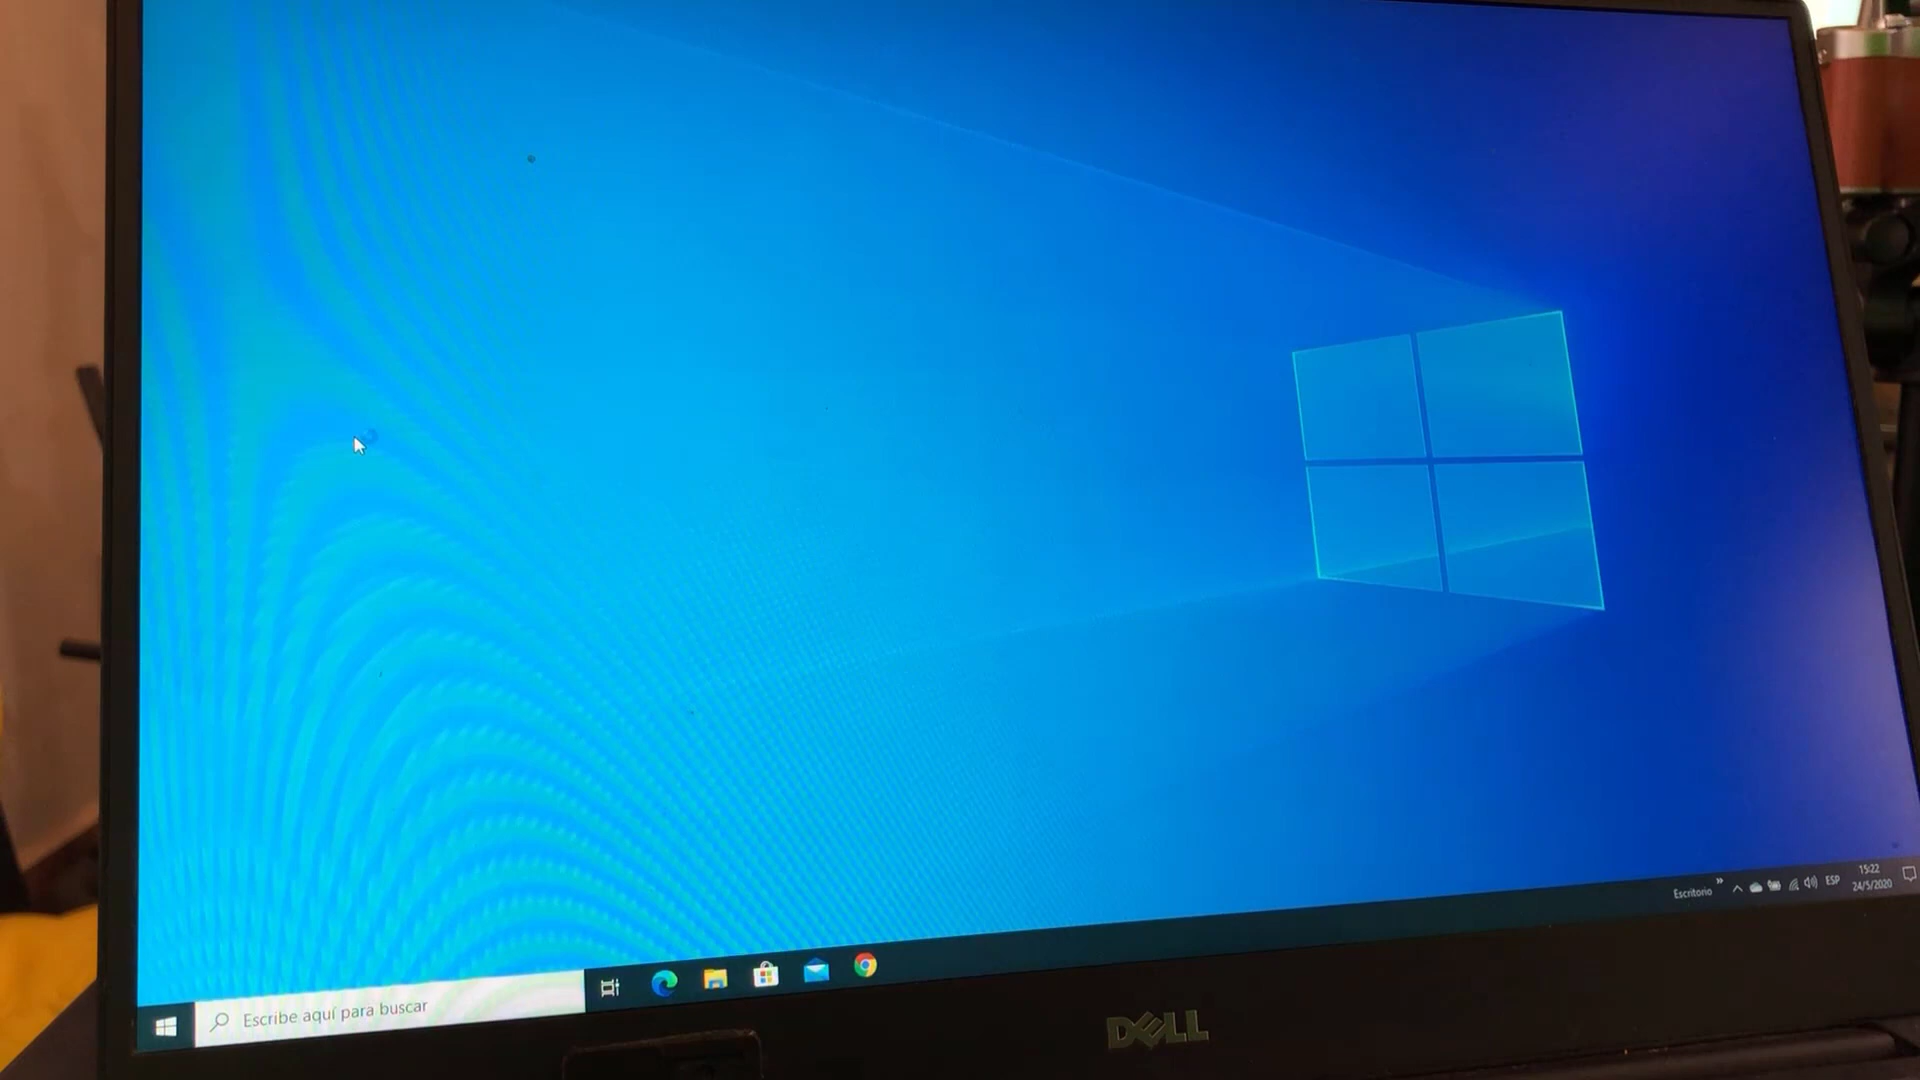 Escritorio
ESP
15:22
24/5/2020
Escribe aquí para buscar
DELL